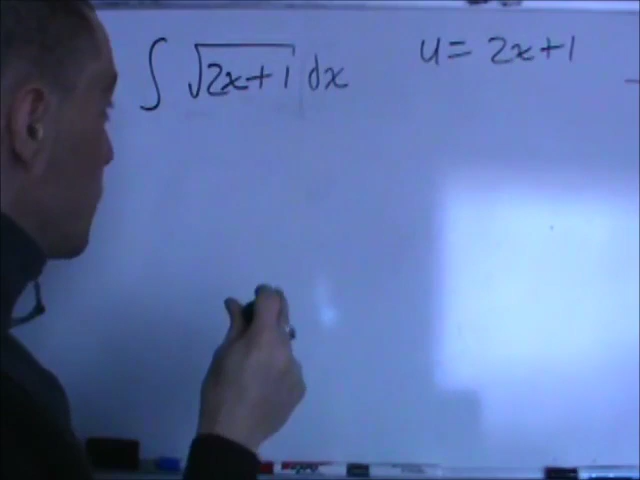 ∫ √(2x+1) dx
u = 2x+1